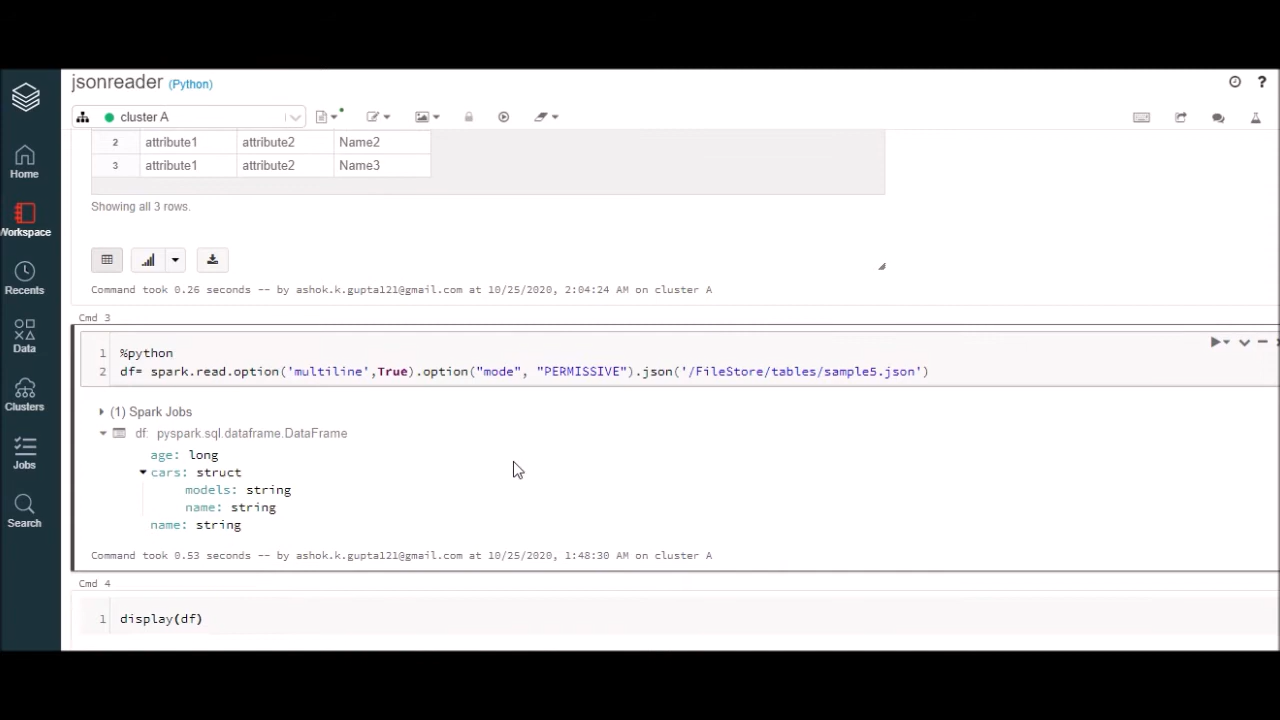 jsonreader (Python)
cluster A
Home
Workspace
Recents
Data
Clusters
Jobs
Search
2 attribute1 attribute2 Name2
3 attribute1 attribute2 Name3
Showing all 3 rows.
Command took 0.26 seconds -- by ashok.k.gupta121@gmail.com at 10/25/2020, 2:04:24 AM on cluster A
Cmd 3
1 %python
2 df= spark.read.option('multiline',True).option("mode", "PERMISSIVE").json('/FileStore/tables/sample5.json')
(1) Spark Jobs
df: pyspark.sql.dataframe.DataFrame
age: long
cars: struct
models: string
name: string
name: string
Command took 0.53 seconds -- by ashok.k.gupta121@gmail.com at 10/25/2020, 1:48:30 AM on cluster A
Cmd 4
1 display(df)